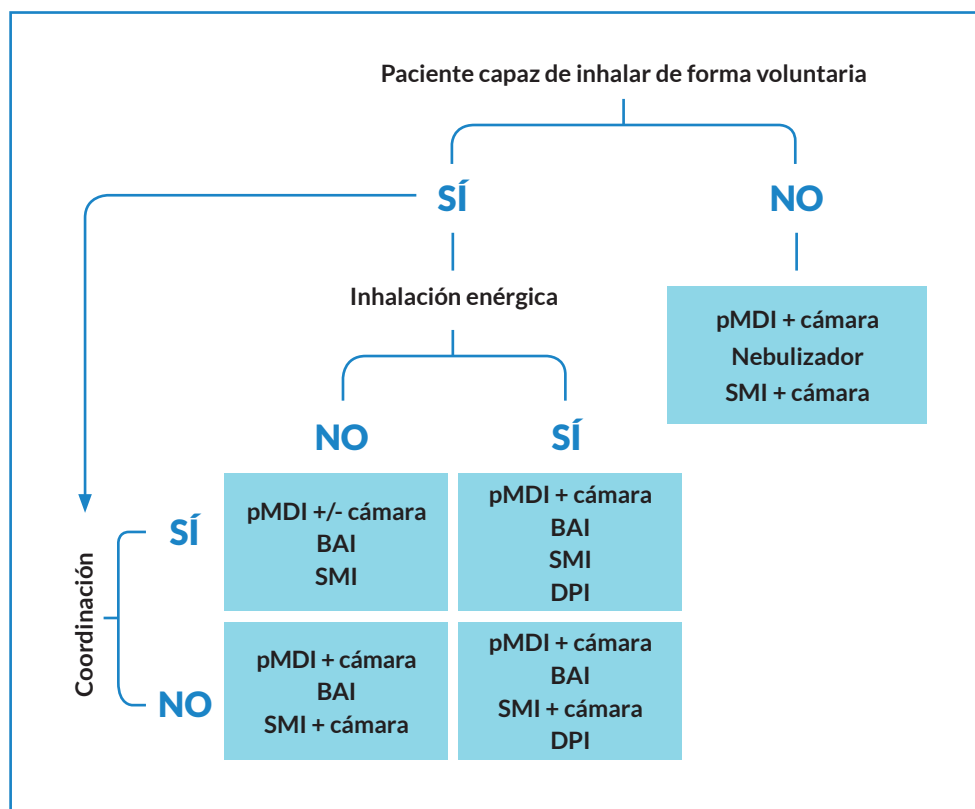 Paciente capaz de inhalar de forma voluntaria
SÍ
NO
Inhalación enérgica
pMDI + cámara
Nebulizador
SMI + cámara
NO
SÍ
Coordinación
SÍ
pMDI +/- cámara
BAI
SMI
pMDI + cámara
BAI
SMI
DPI
NO
pMDI + cámara
BAI
SMI + cámara
pMDI + cámara
BAI
SMI + cámara
DPI